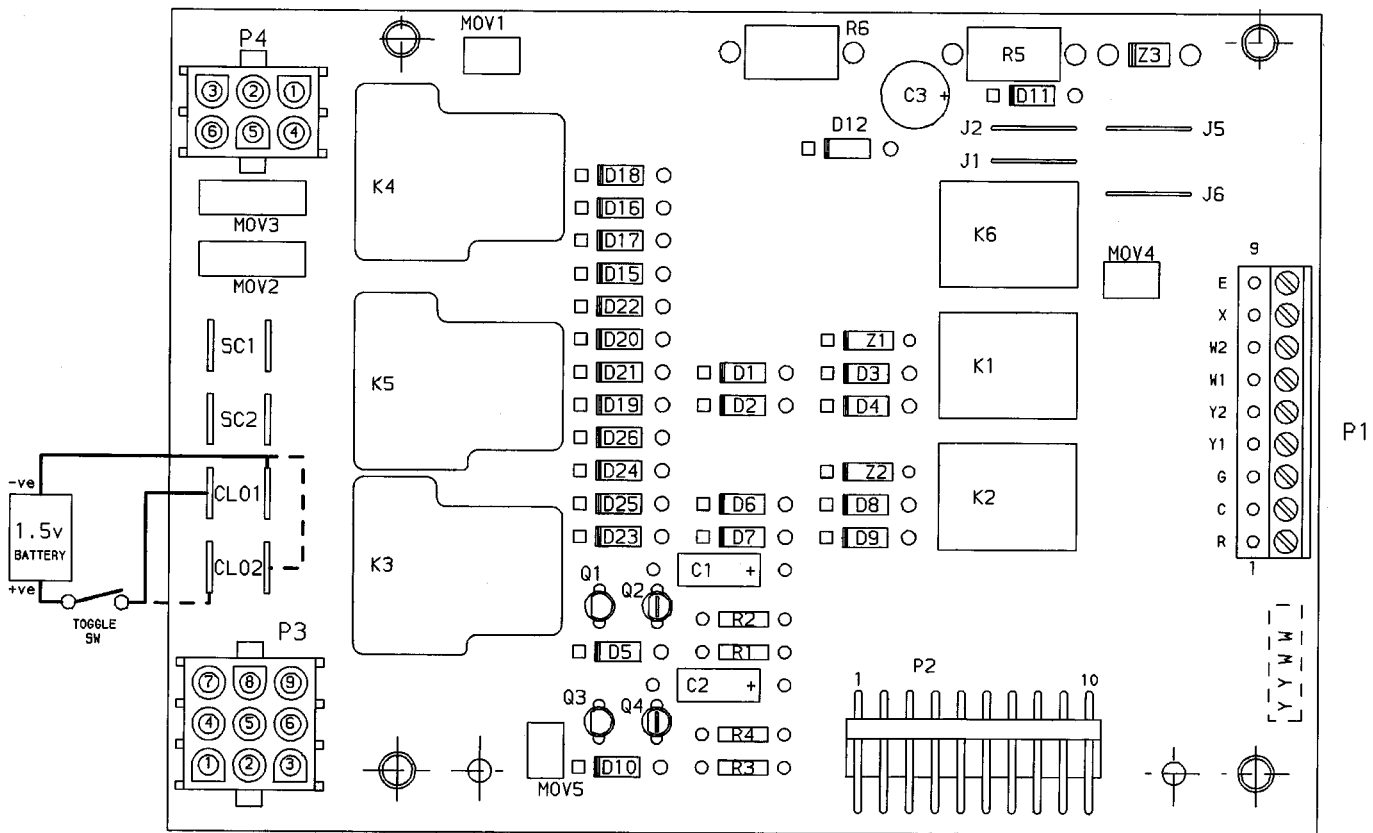 MOV1
R6
P4
R5
Z3
3 2 1
C3 +
D11
6 5 4
D12
J2
J5
J1
D18
K4
J6
D16
MOV3
D17
K6
9
MOV4
D15
E
MOV2
D22
X
SC1
D20
Z1
W2
K5
D21
D1
D3
K1
W1
D19
D2
D4
Y2
SC2
D26
P1
Y1
D24
Z2
G
-ve
CLO1
K2
D25
D6
D8
C
1.5v
D23
D7
D9
R
BATTERY
CLO2
K3
C1 +
1
+ve
Q1
Q2
TOGGLE
SW
R2
P3
D5
R1
P2
7 8 9
C2 +
1
10
Y Y W W
Q3
Q4
4 5 6
R4
1 2 3
D10
R3
MOV5